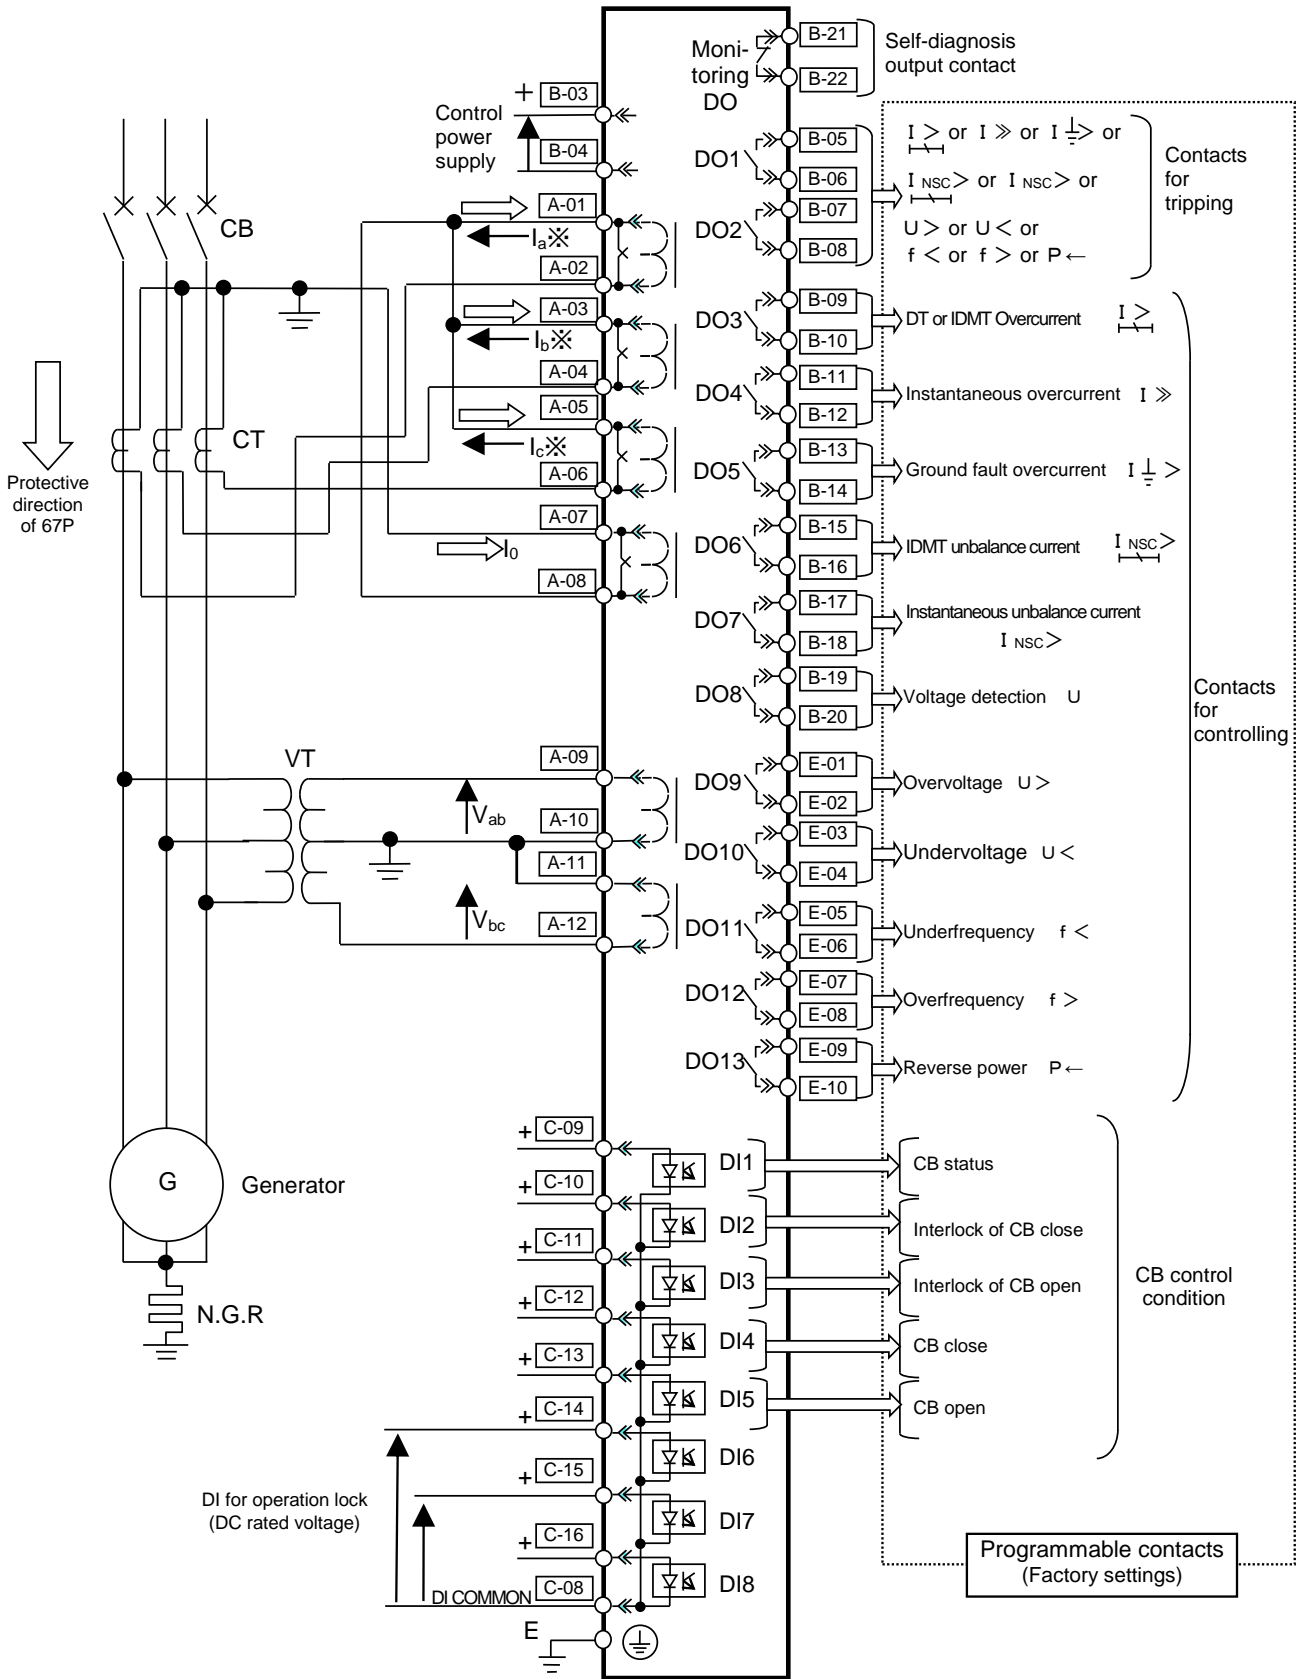 Moni-
toring
DO
B-21
B-22
Self-diagnosis
output contact
Control
power
supply
+ B-03
B-04
CB
CT
Protective
direction
of 67P
A-01
Ia※
A-02
A-03
Ib※
A-04
A-05
Ic※
A-06
A-07
I0
A-08
VT
A-09
Vab
A-10
A-11
Vbc
A-12
G
Generator
N.G.R
DO1
B-05
B-06
DO2
B-07
B-08
I > or I ≫ or I ⏚> or
I NSC> or I NSC> or
U> or U< or
f < or f > or P←
Contacts
for
tripping
DO3
B-09
B-10
DT or IDMT Overcurrent I >
DO4
B-11
B-12
Instantaneous overcurrent I ≫
DO5
B-13
B-14
Ground fault overcurrent I ⏚ >
DO6
B-15
B-16
IDMT unbalance current I NSC>
DO7
B-17
B-18
Instantaneous unbalance current
I NSC>
DO8
B-19
B-20
Voltage detection U
DO9
E-01
E-02
Overvoltage U >
DO10
E-03
E-04
Undervoltage U <
DO11
E-05
E-06
Underfrequency f <
DO12
E-07
E-08
Overfrequency f >
DO13
E-09
E-10
Reverse power P←
Contacts
for
controlling
+ C-09
DI1
CB status
+ C-10
DI2
Interlock of CB close
+ C-11
DI3
Interlock of CB open
+ C-12
DI4
CB close
+ C-13
DI5
CB open
CB control
condition
+ C-14
DI6
+ C-15
DI7
+ C-16
DI8
DI for operation lock
(DC rated voltage)
DI COMMON C-08
E
Programmable contacts
(Factory settings)